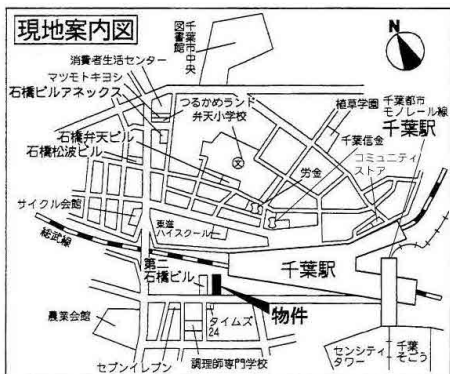 現地案内図
千葉市中央
図書館
N
消費者生活センター
マツモトキヨシ
石橋ビルアネックス
つるかめランド
弁天小学校
植草学園
千葉都市
モノレール線
千葉駅
石橋弁天ビル
石橋松波ビル
千葉信金
文
労金
コミュニティ
ストア
サイクル会館
東進
ハイスクール
総武線
第二
石橋ビル
千葉駅
物件
農業会館
タイムズ
24
セブンイレブン
調理師専門学校
センシティ
タワー
千葉
そごう